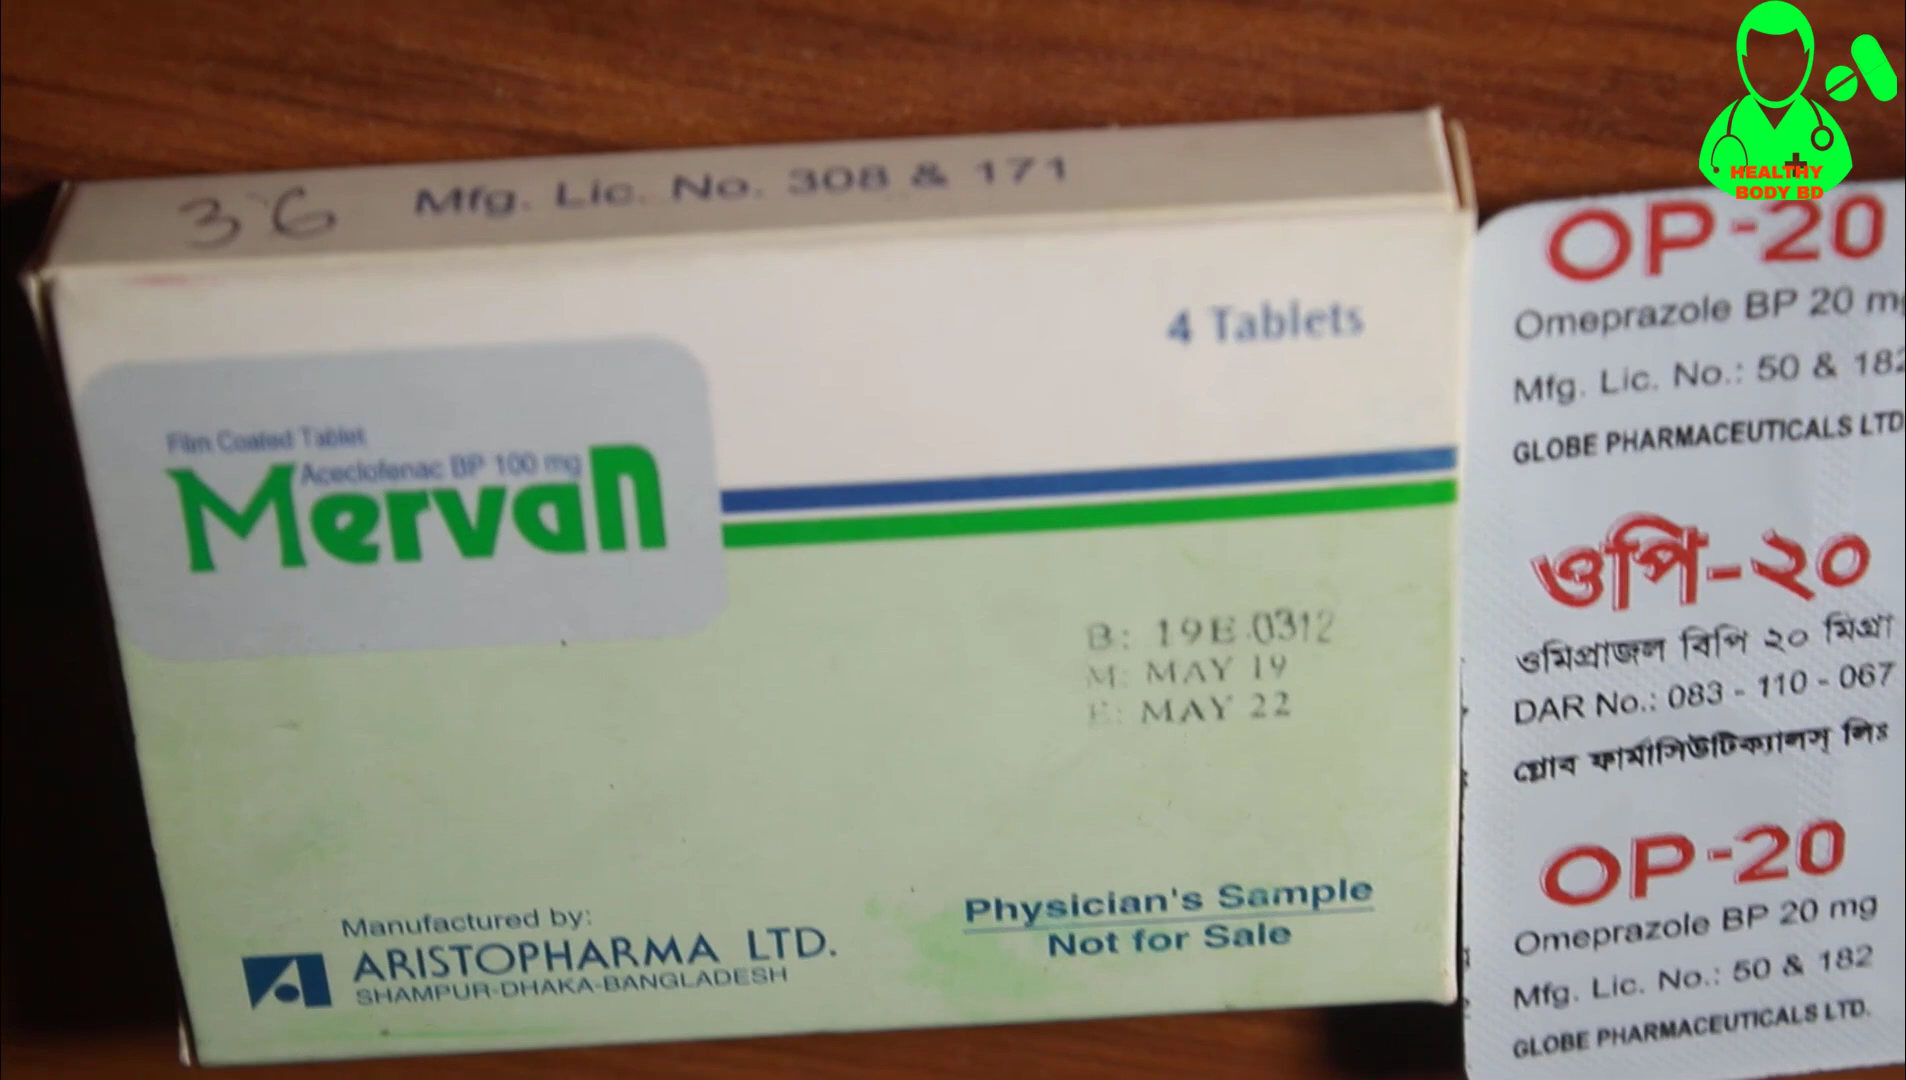 HEALTHY
BODY BD
36 Mfg. Lic. No. 308 & 171
4 Tablets
Film Coated Tablet
Aceclofenac BP 100 mg
Mervan
B: 19E 0312
M: MAY 19
E: MAY 22
Manufactured by:
ARISTOPHARMA LTD.
SHAMPUR-DHAKA-BANGLADESH
Physician's Sample
Not for Sale
OP-20
Omeprazole BP 20 mg
Mfg. Lic. No.: 50 & 182
GLOBE PHARMACEUTICALS LTD
ওপি-২০
ওমিপ্রাজল বিপি ২০ মিগ্রা
DAR No.: 083 - 110 - 067
গ্লোব ফার্মাসিউটিক্যালস্ লিঃ
OP-20
Omeprazole BP 20 mg
Mfg. Lic. No.: 50 & 182
GLOBE PHARMACEUTICALS LTD.